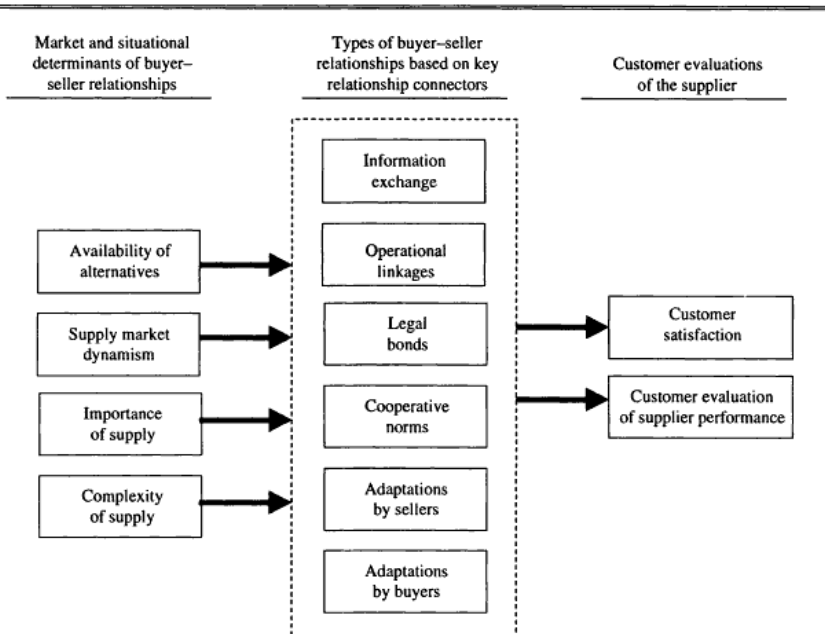 Market and situational
determinants of buyer–
seller relationships
Types of buyer–seller
relationships based on key
relationship connectors
Customer evaluations
of the supplier
Information
exchange
Operational
linkages
Legal
bonds
Cooperative
norms
Adaptations
by sellers
Adaptations
by buyers
Availability of
alternatives
Supply market
dynamism
Importance
of supply
Complexity
of supply
Customer
satisfaction
Customer evaluation
of supplier performance